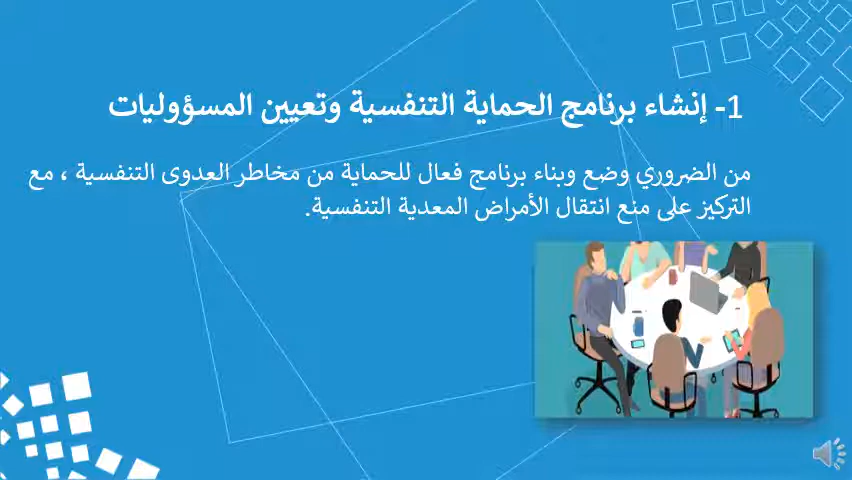 1- إنشاء برنامج الحماية التنفسية وتعيين المسؤوليات
من الضروري وضع وبناء برنامج فعال للحماية من مخاطر العدوى التنفسية ، مع
التركيز على منع انتقال الأمراض المعدية التنفسية.